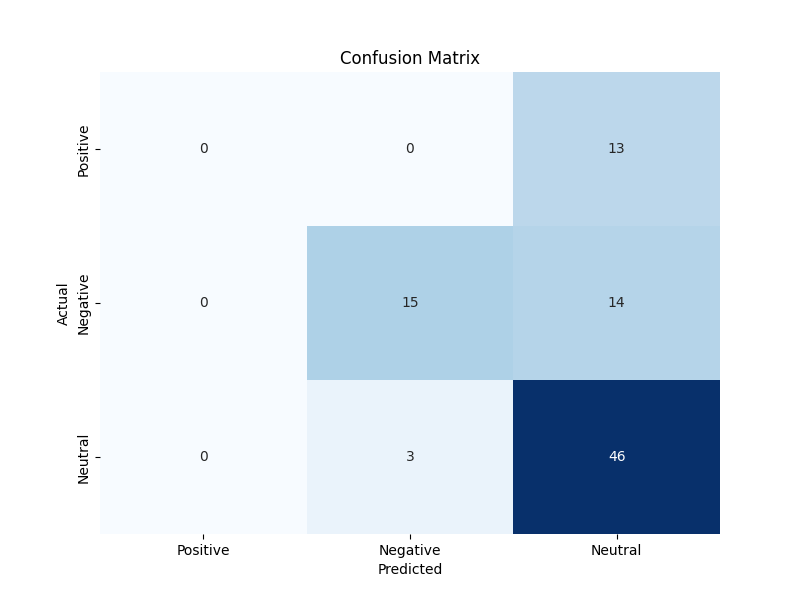 Confusion Matrix
Actual
Positive
0
0
13
Negative
0
15
14
Neutral
0
3
46
Positive
Negative
Neutral
Predicted